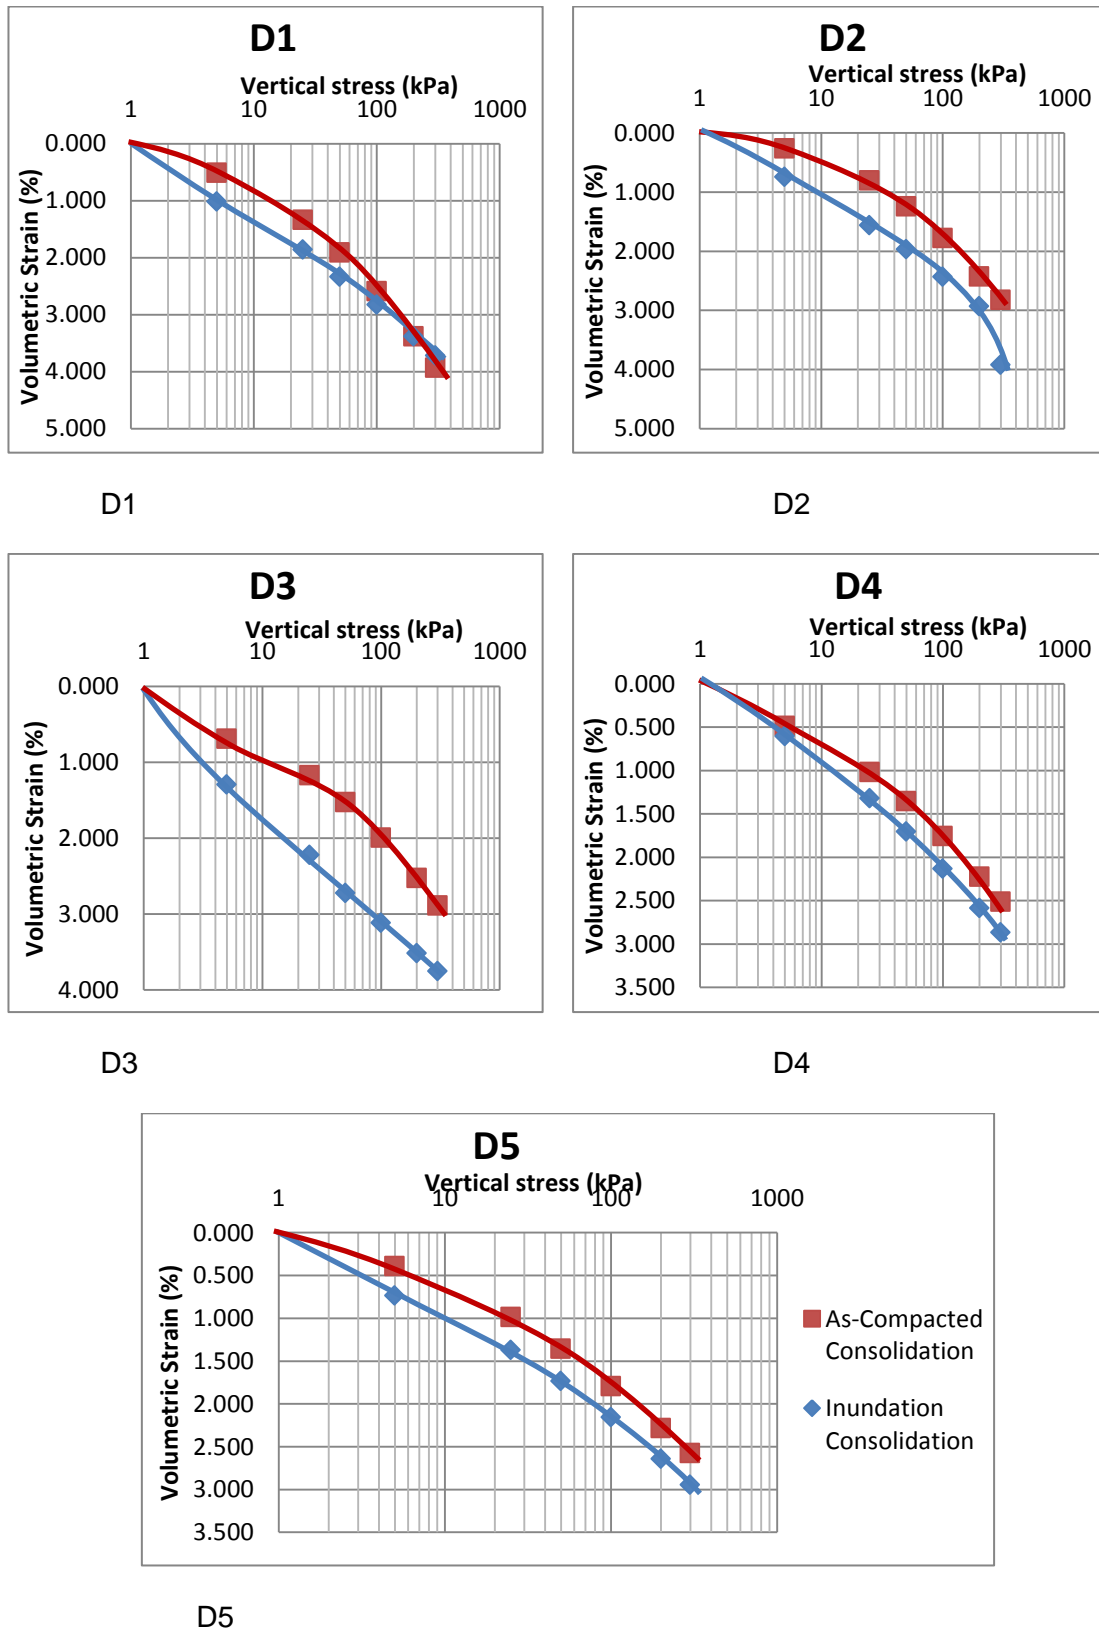 D1
Vertical stress (kPa)
1 10 100 1000
0.000
1.000
2.000
3.000
4.000
5.000
Volumetric Strain (%)
D1
D2
Vertical stress (kPa)
1 10 100 1000
0.000
1.000
2.000
3.000
4.000
5.000
Volumetric Strain (%)
D2
D3
Vertical stress (kPa)
1 10 100 1000
0.000
1.000
2.000
3.000
4.000
Volumetric Strain (%)
D3
D4
Vertical stress (kPa)
1 10 100 1000
0.000
0.500
1.000
1.500
2.000
2.500
3.000
3.500
Volumetric Strain (%)
D4
D5
Vertical stress (kPa)
1 10 100 1000
0.000
0.500
1.000
1.500
2.000
2.500
3.000
3.500
Volumetric Strain (%)
As-Compacted
Consolidation
Inundation
Consolidation
D5